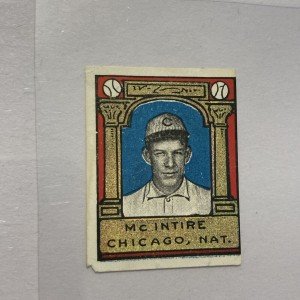 C
MC INTIRE
CHICAGO, NAT.